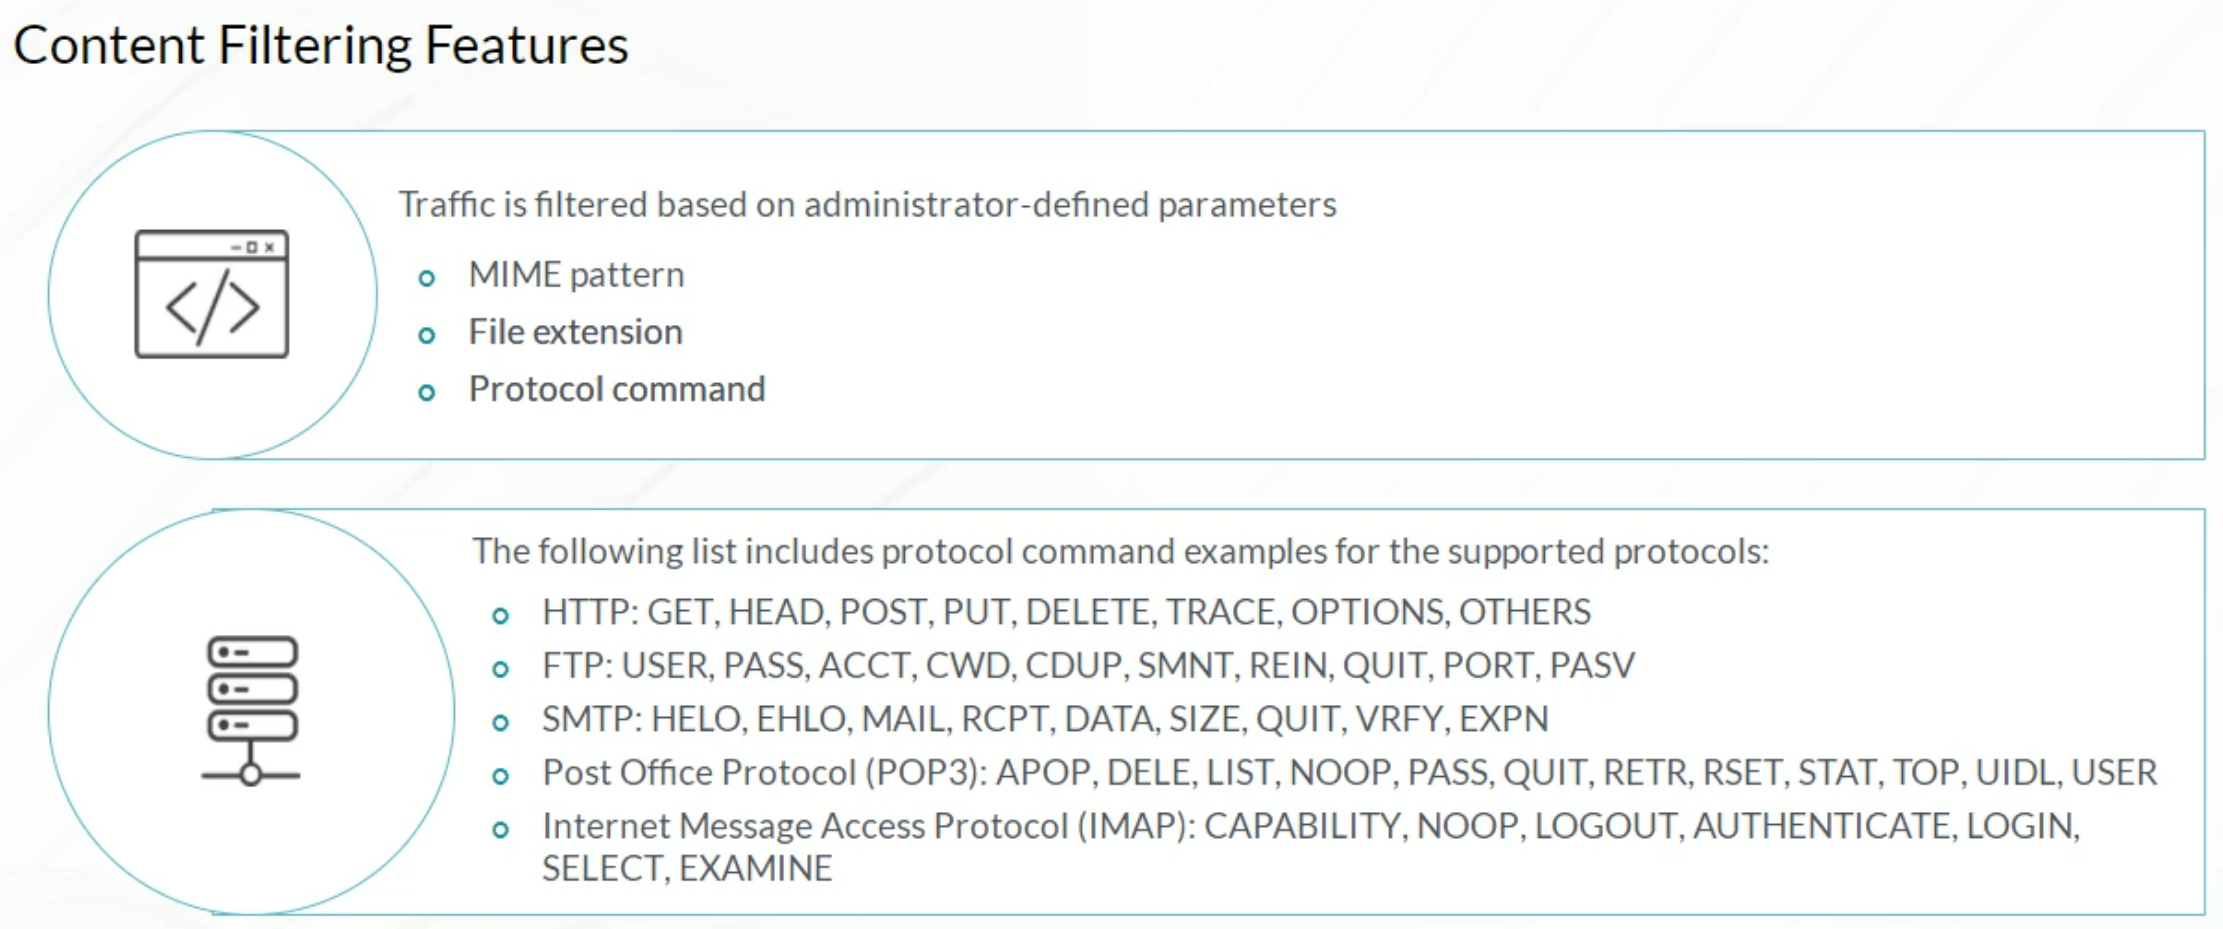 Content Filtering Features
Traffic is filtered based on administrator-defined parameters
MIME pattern
File extension
Protocol command
The following list includes protocol command examples for the supported protocols:
HTTP: GET, HEAD, POST, PUT, DELETE, TRACE, OPTIONS, OTHERS
FTP: USER, PASS, ACCT, CWD, CDUP, SMNT, REIN, QUIT, PORT, PASV
SMTP: HELO, EHLO, MAIL, RCPT, DATA, SIZE, QUIT, VRFY, EXPN
Post Office Protocol (POP3): APOP, DELE, LIST, NOOP, PASS, QUIT, RETR, RSET, STAT, TOP, UIDL, USER
Internet Message Access Protocol (IMAP): CAPABILITY, NOOP, LOGOUT, AUTHENTICATE, LOGIN,
SELECT, EXAMINE